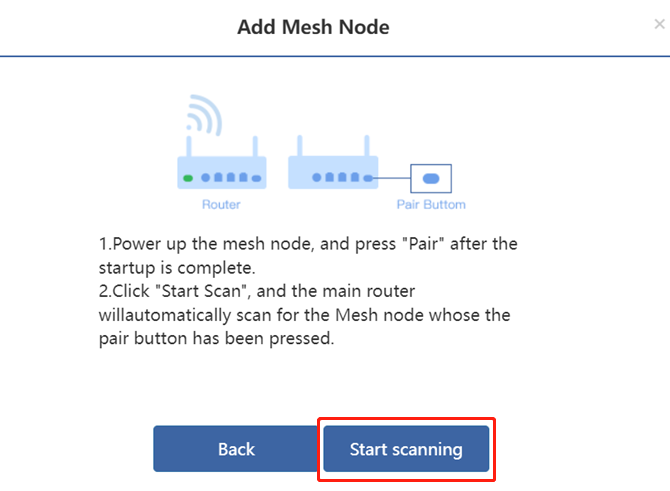 Add Mesh Node
Router
Pair Buttom
1.Power up the mesh node, and press "Pair" after the
startup is complete.
2.Click "Start Scan", and the main router
willautomatically scan for the Mesh node whose the
pair button has been pressed.
Back
Start scanning